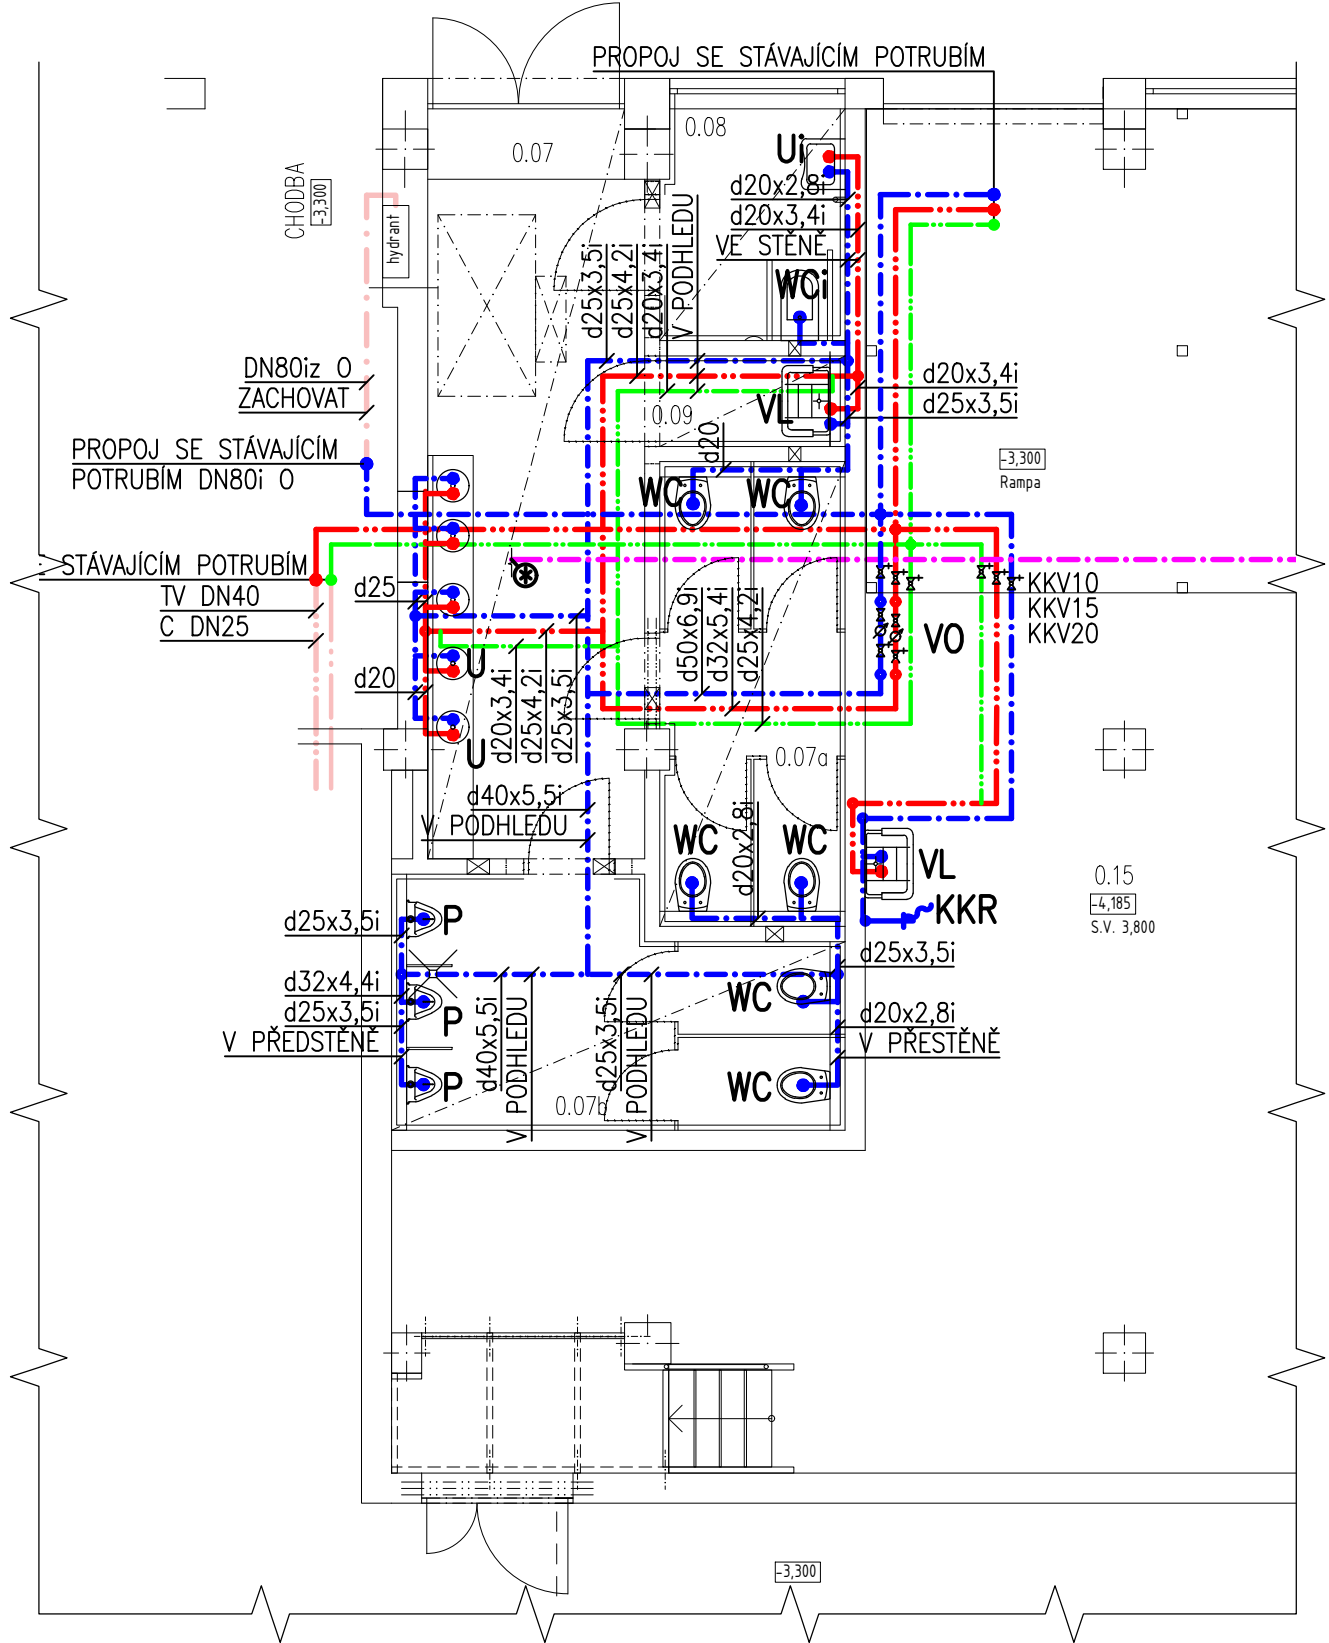 PROPOJ SE STÁVAJÍCÍM POTRUBÍM
0.08
0.07
Ui
CHODBA
-3,300
hydrant
d20x2,8i
d20x3,4i
VE STĚNĚ
WCi
d25x3,5i
d25x4,2i
d20x3,4i
V PODHLEDU
DN80iz O
ZACHOVAT
d20x3,4i
d25x3,5i
VL
0.09
d20
PROPOJ SE STÁVAJÍCÍM
POTRUBÍM DN80i O
-3,300
Rampa
WC
WC
STÁVAJÍCÍM POTRUBÍM
TV DN40
C DN25
d25
d20
U
U
d20x3,4i
d25x4,2i
d25x3,5i
d50x6,9i
d32x5,4i
d25x4,2i
KKV10
KKV15
KKV20
VO
0.07a
d40x5,5i
V PODHLEDU
WC
d20x2,8i
WC
VL
KKR
0.15
-4,185
S.V. 3,800
d25x3,5i
P
d32x4,4i
d25x3,5i
V PŘEDSTĚNĚ
P
P
d40x5,5i
V PODHLEDU
d25x3,5i
V PODHLEDU
0.07b
WC
WC
d25x3,5i
d20x2,8i
V PŘESTĚNĚ
-3,300